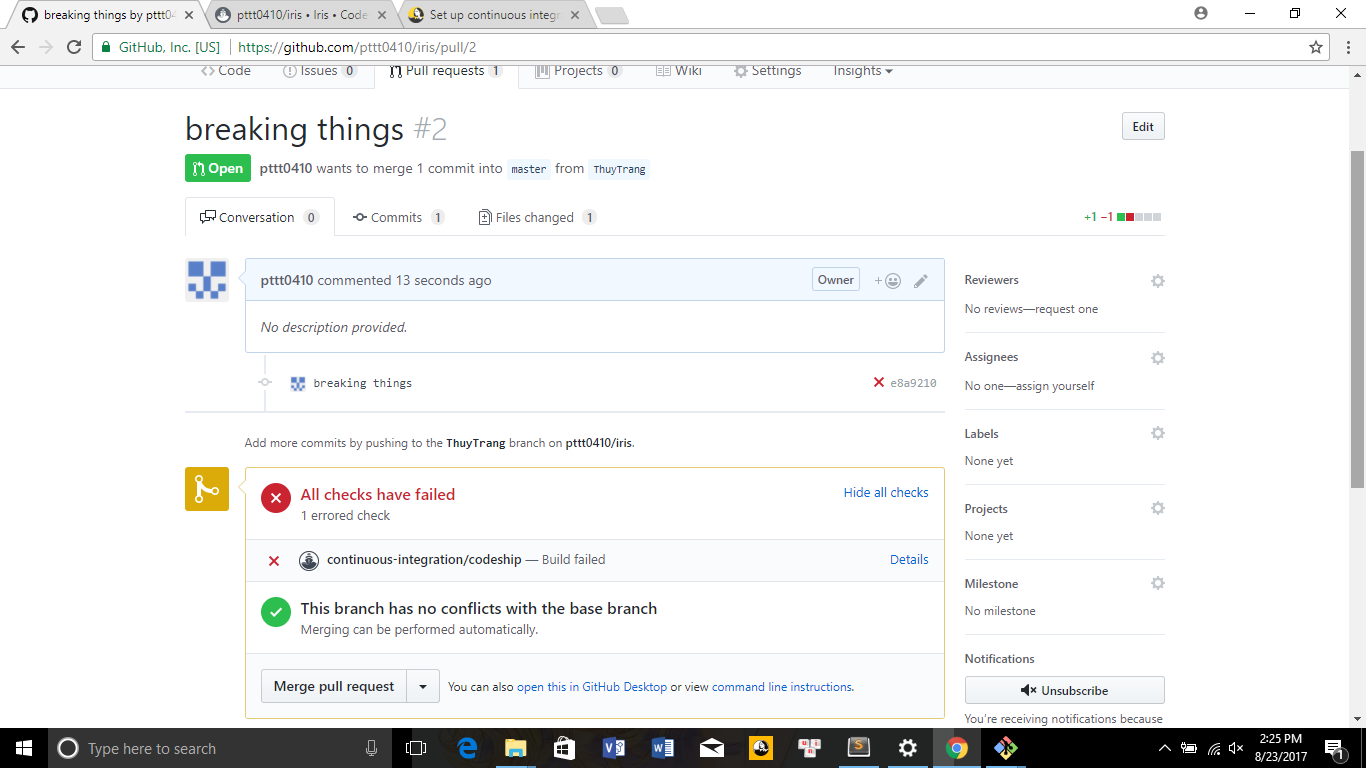 breaking things by pttt04
pttt0410/iris • Iris • Code
Set up continuous integr
GitHub, Inc. [US] https://github.com/pttt0410/iris/pull/2
Code Issues 0 Pull requests 1 Projects 0 Wiki Settings Insights
breaking things #2
Edit
Open pttt0410 wants to merge 1 commit into master from ThuyTrang
Conversation 0 Commits 1 Files changed 1 +1 −1
pttt0410 commented 13 seconds ago Owner
No description provided.
breaking things e8a9210
Add more commits by pushing to the ThuyTrang branch on pttt0410/iris.
All checks have failed Hide all checks
1 errored check
continuous-integration/codeship — Build failed Details
This branch has no conflicts with the base branch
Merging can be performed automatically.
Merge pull request You can also open this in GitHub Desktop or view command line instructions.
Reviewers
No reviews—request one
Assignees
No one—assign yourself
Labels
None yet
Projects
None yet
Milestone
No milestone
Notifications
Unsubscribe
You're receiving notifications because
Type here to search
2:25 PM
8/23/2017
1